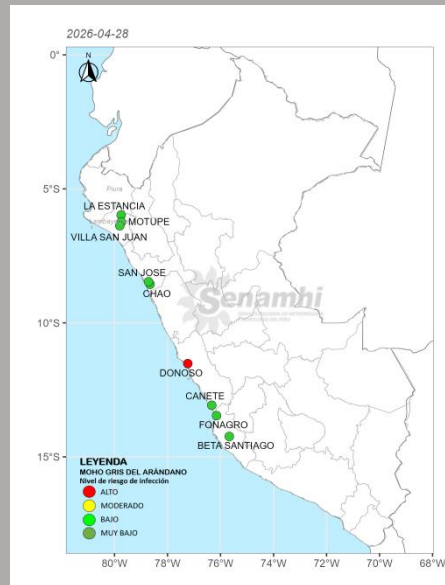 2026-04-28
N
0°
Piura
LA ESTANCIA
5°S
MOTUPE
VILLA SAN JUAN
SAN JOSE
CHAO
Senamhi
10°S
DONOSO
CANETE
FONAGRO
BETA SANTIAGO
15°S
LEYENDA
MOHO GRIS DEL ARÁNDANO
Nivel de riesgo de infección
ALTO
MODERADO
BAJO
MUY BAJO
80°W 78°W 76°W 74°W 72°W 70°W 68°W